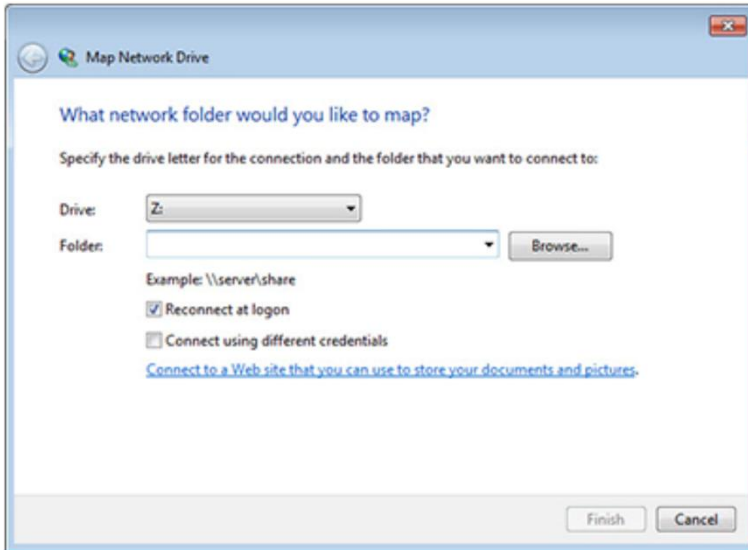 Map Network Drive
What network folder would you like to map?
Specify the drive letter for the connection and the folder that you want to connect to:
Drive: Z:
Folder: Browse...
Example: \\server\share
Reconnect at logon
Connect using different credentials
Connect to a Web site that you can use to store your documents and pictures.
Finish Cancel